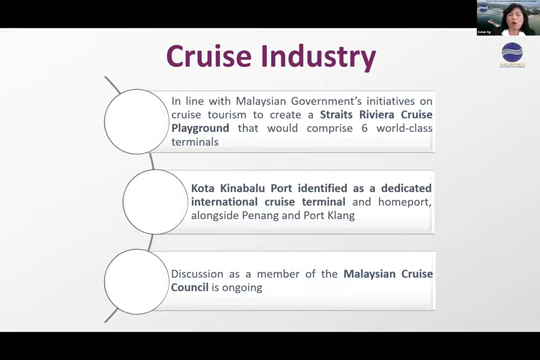 Cruise Industry
In line with Malaysian Government's initiatives on
cruise tourism to create a Straits Riviera Cruise
Playground that would comprise 6 world-class
terminals
Kota Kinabalu Port identified as a dedicated
international cruise terminal and homeport,
alongside Penang and Port Klang
Discussion as a member of the Malaysian Cruise
Council is ongoing